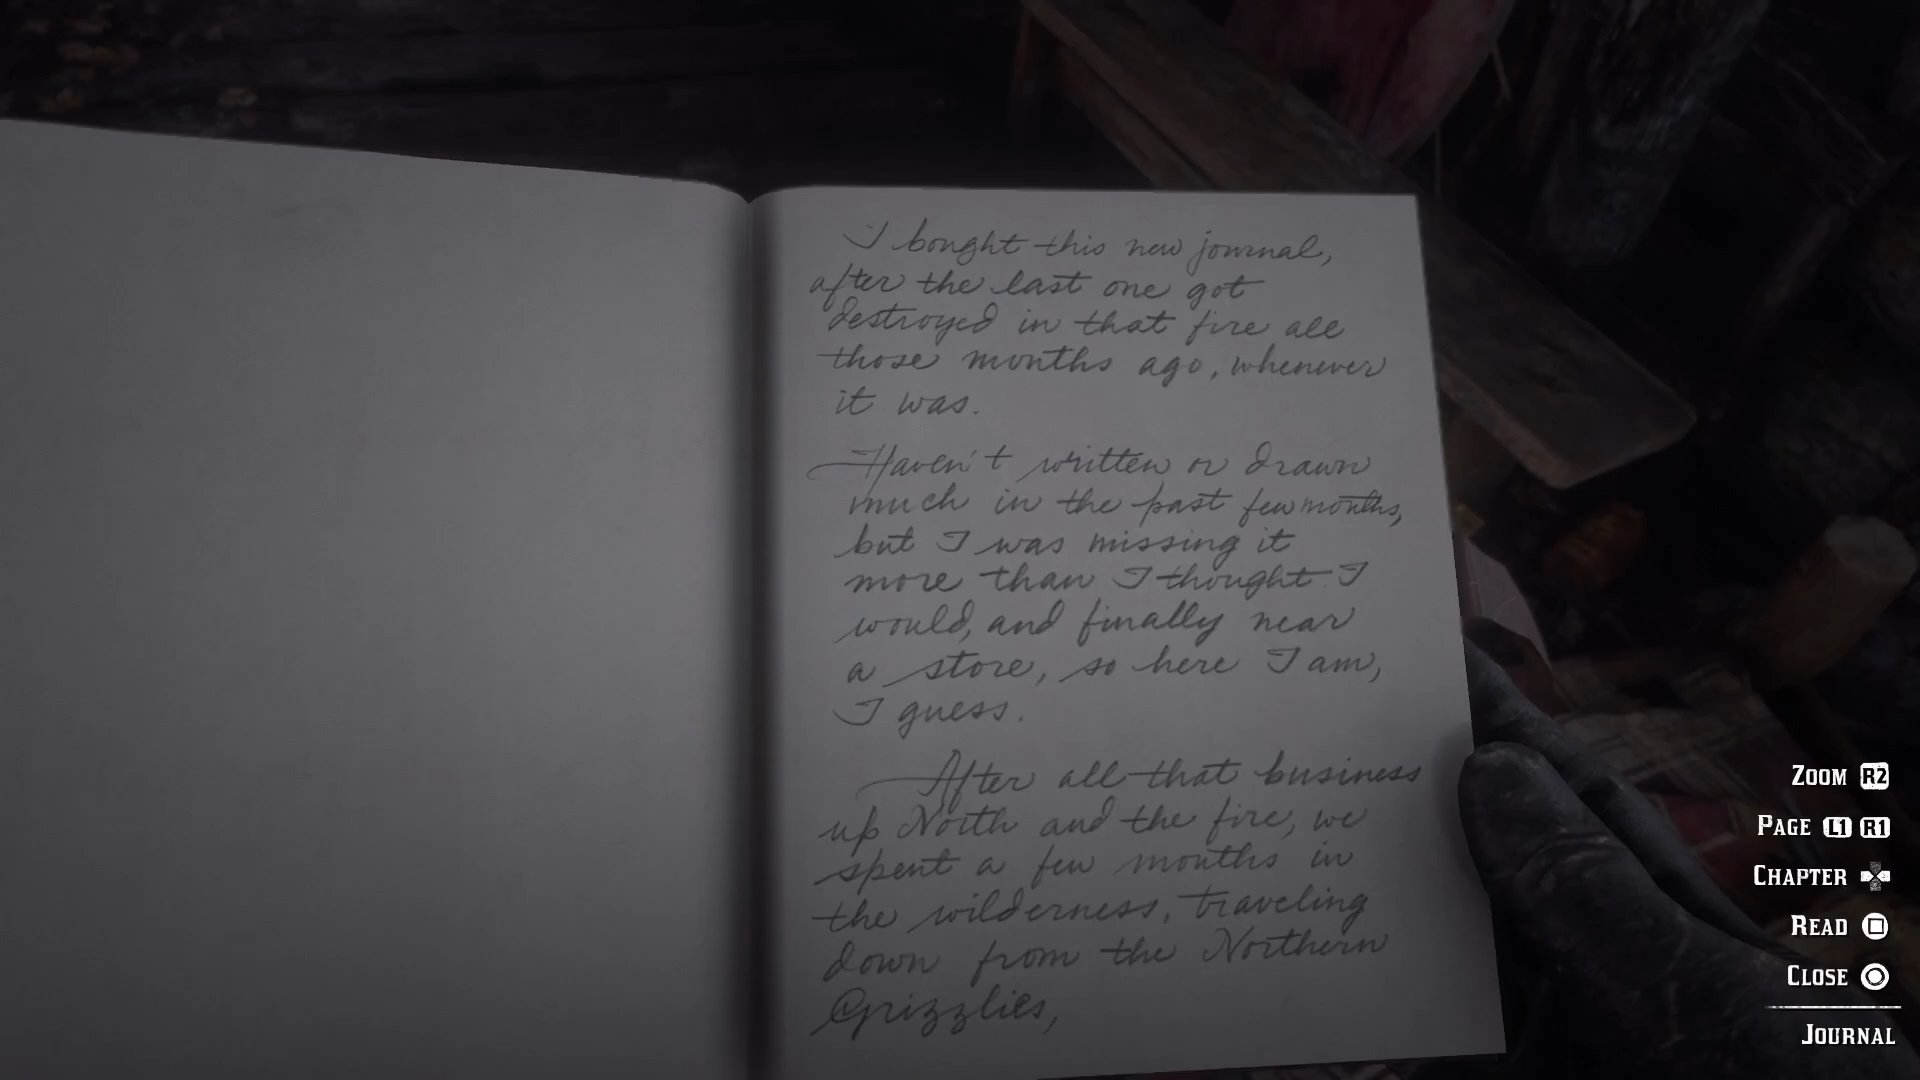 I bought this new journal,
after the last one got
destroyed in that fire all
those months ago, whenever
it was.
Haven't written or drawn
much in the past few months,
but I was missing it
more than I thought I
would, and finally near
a store, so here I am,
I guess.
After all that business
up North and the fire, we
spent a few months in
the wilderness, traveling
down from the Northern
Grizzlies,
Zoom R2
Page L1 R1
Chapter
Read
Close
Journal